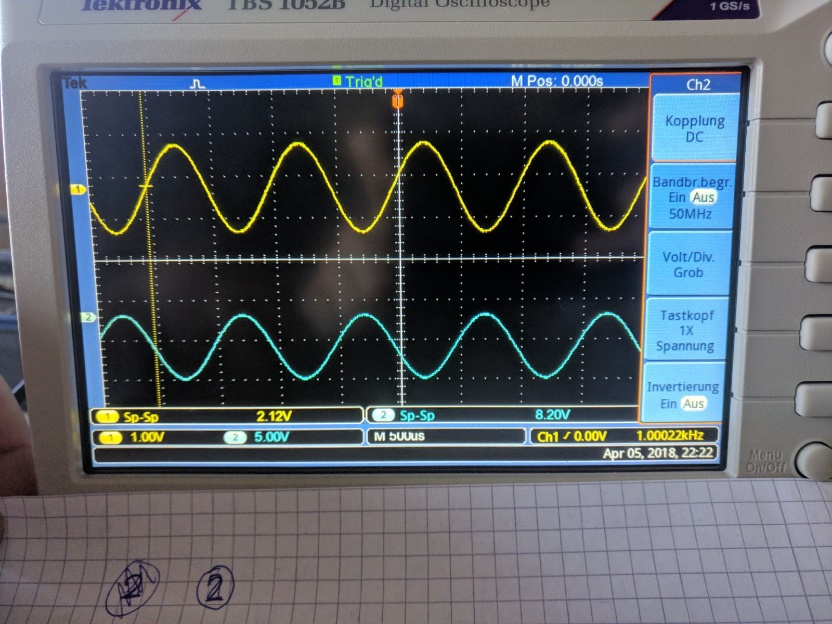 Tektronix TBS 1052B Digital Oscilloscope 1 GS/s
Tek Trig'd M Pos: 0.000s Ch2
Kopplung
DC
Bandbr.begr.
Ein Aus
50MHz
Volt/Div.
Grob
Tastkopf
1X
Spannung
Invertierung
Ein Aus
1
2
1 Sp-Sp 2.12V 2 Sp-Sp 8.20V
1 1.00V 2 5.00V M 500us Ch1 0.00V 1.00022kHz
Apr 05, 2018, 22:22
Menu
On/Off
2